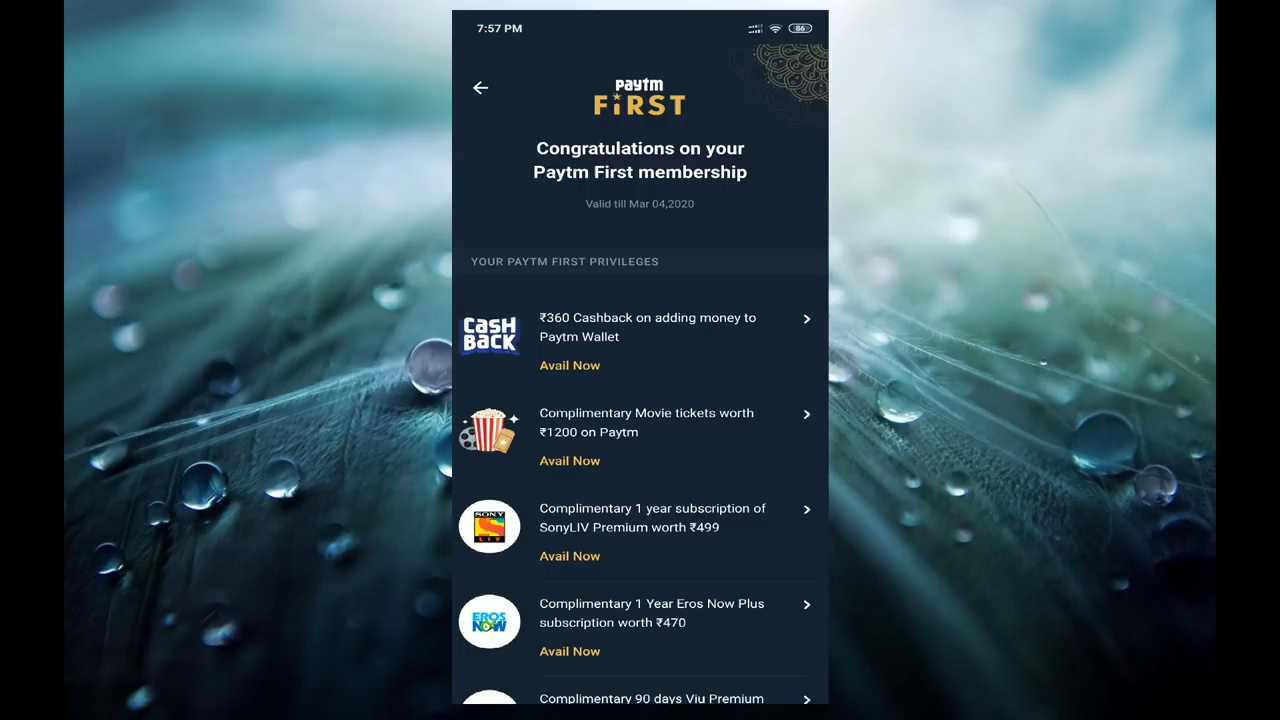 7:57 PM
86
paytm
FIRST
Congratulations on your
Paytm First membership
Valid till Mar 04,2020
YOUR PAYTM FIRST PRIVILEGES
CASH
BACK
₹360 Cashback on adding money to
Paytm Wallet
Avail Now
Complimentary Movie tickets worth
₹1200 on Paytm
Avail Now
SONY
LIV
Complimentary 1 year subscription of
SonyLIV Premium worth ₹499
Avail Now
EROS
NOW
Complimentary 1 Year Eros Now Plus
subscription worth ₹470
Avail Now
Complimentary 90 days Viu Premium